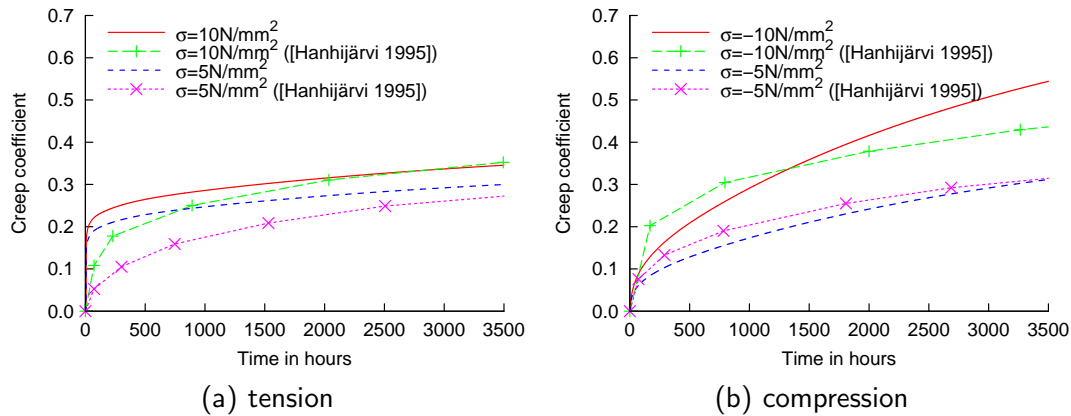 0.7
0.6
0.5
0.4
0.3
0.2
0.1
0.0
Creep coefficient
σ=10N/mm²
σ=10N/mm² ([Hanhijärvi 1995])
σ=5N/mm²
σ=5N/mm² ([Hanhijärvi 1995])
0 500 1000 1500 2000 2500 3000 3500
Time in hours
(a) tension
0.7
0.6
0.5
0.4
0.3
0.2
0.1
0.0
Creep coefficient
σ=−10N/mm²
σ=−10N/mm² ([Hanhijärvi 1995])
σ=−5N/mm²
σ=−5N/mm² ([Hanhijärvi 1995])
0 500 1000 1500 2000 2500 3000 3500
Time in hours
(b) compression